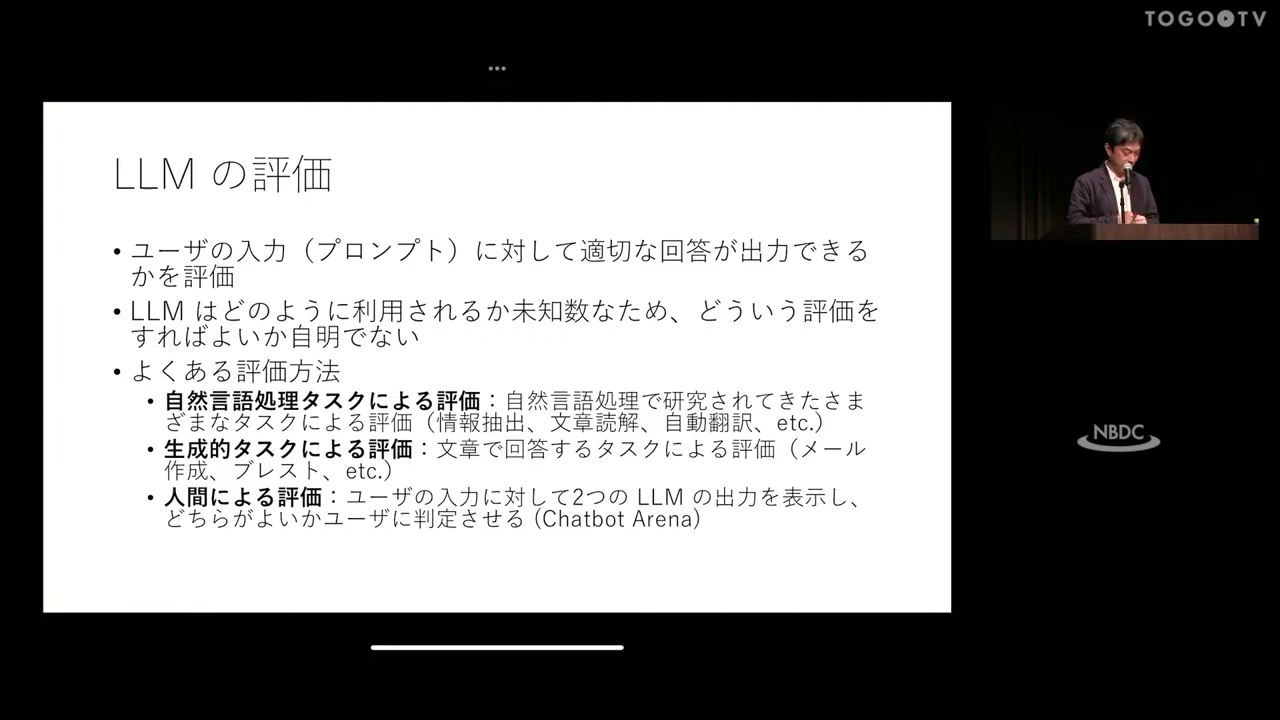 TOGOTV
LLM の評価
• ユーザの入力（プロンプト）に対して適切な回答が出力できる
かを評価
• LLM はどのように利用されるか未知数なため、どういう評価を
すればよいか自明でない
• よくある評価方法
• 自然言語処理タスクによる評価：自然言語処理で研究されてきたさま
ざまなタスクによる評価（情報抽出、文章読解、自動翻訳、etc.）
• 生成的タスクによる評価：文章で回答するタスクによる評価（メール
作成、ブレスト、etc.）
• 人間による評価：ユーザの入力に対して2つの LLM の出力を表示し、
どちらがよいかユーザに判定させる (Chatbot Arena)
NBDC